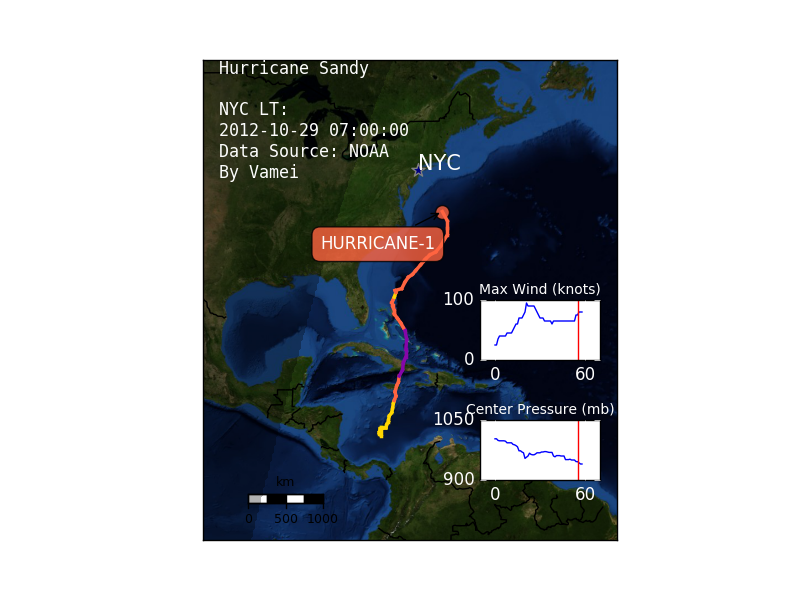 Hurricane Sandy
NYC LT:
2012-10-29 07:00:00
Data Source: NOAA
By Vamei
NYC
HURRICANE-1
Max Wind (knots)
100
0
0 60
Center Pressure (mb)
1050
900
0 60
km
0 500 1000